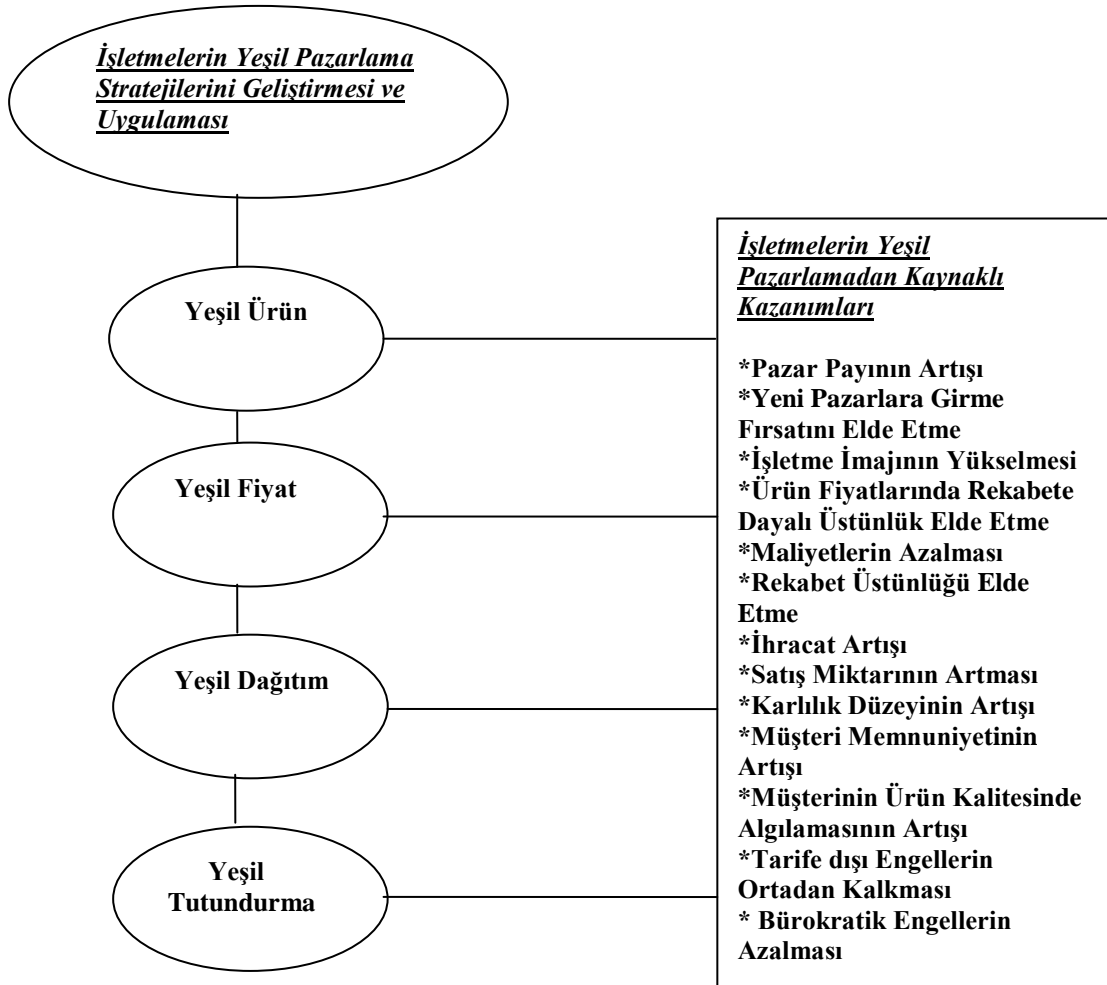 İşletmelerin Yeşil Pazarlama
Stratejilerini Geliştirmesi ve
Uygulaması
Yeşil Ürün
Yeşil Fiyat
Yeşil Dağıtım
Yeşil
Tutundurma
İşletmelerin Yeşil
Pazarlamadan Kaynaklı
Kazanımları
*Pazar Payının Artışı
*Yeni Pazarlara Girme
Fırsatını Elde Etme
*İşletme İmajının Yükselmesi
*Ürün Fiyatlarında Rekabete
Dayalı Üstünlük Elde Etme
*Maliyetlerin Azalması
*Rekabet Üstünlüğü Elde
Etme
*İhracat Artışı
*Satış Miktarının Artması
*Karlılık Düzeyinin Artışı
*Müşteri Memnuniyetinin
Artışı
*Müşterinin Ürün Kalitesinde
Algılamasının Artışı
*Tarife dışı Engellerin
Ortadan Kalkması
* Bürokratik Engellerin
Azalması